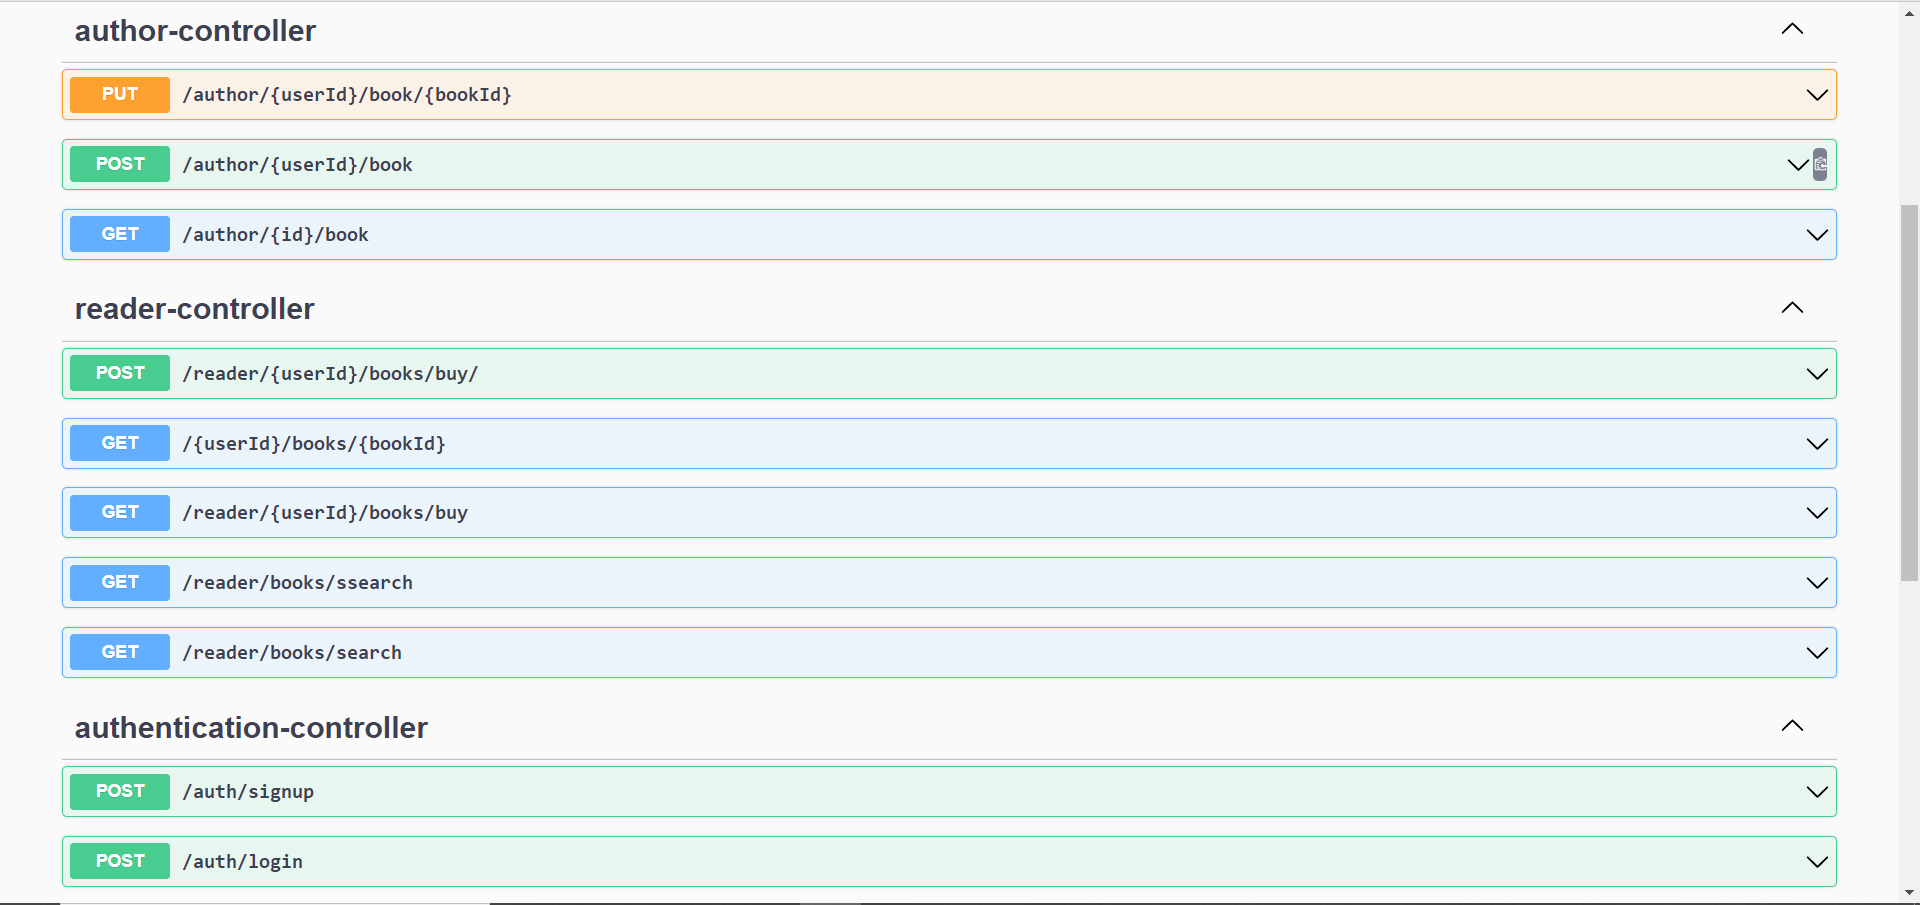 author-controller
PUT /author/{userId}/book/{bookId}
POST /author/{userId}/book
GET /author/{id}/book
reader-controller
POST /reader/{userId}/books/buy/
GET /{userId}/books/{bookId}
GET /reader/{userId}/books/buy
GET /reader/books/ssearch
GET /reader/books/search
authentication-controller
POST /auth/signup
POST /auth/login